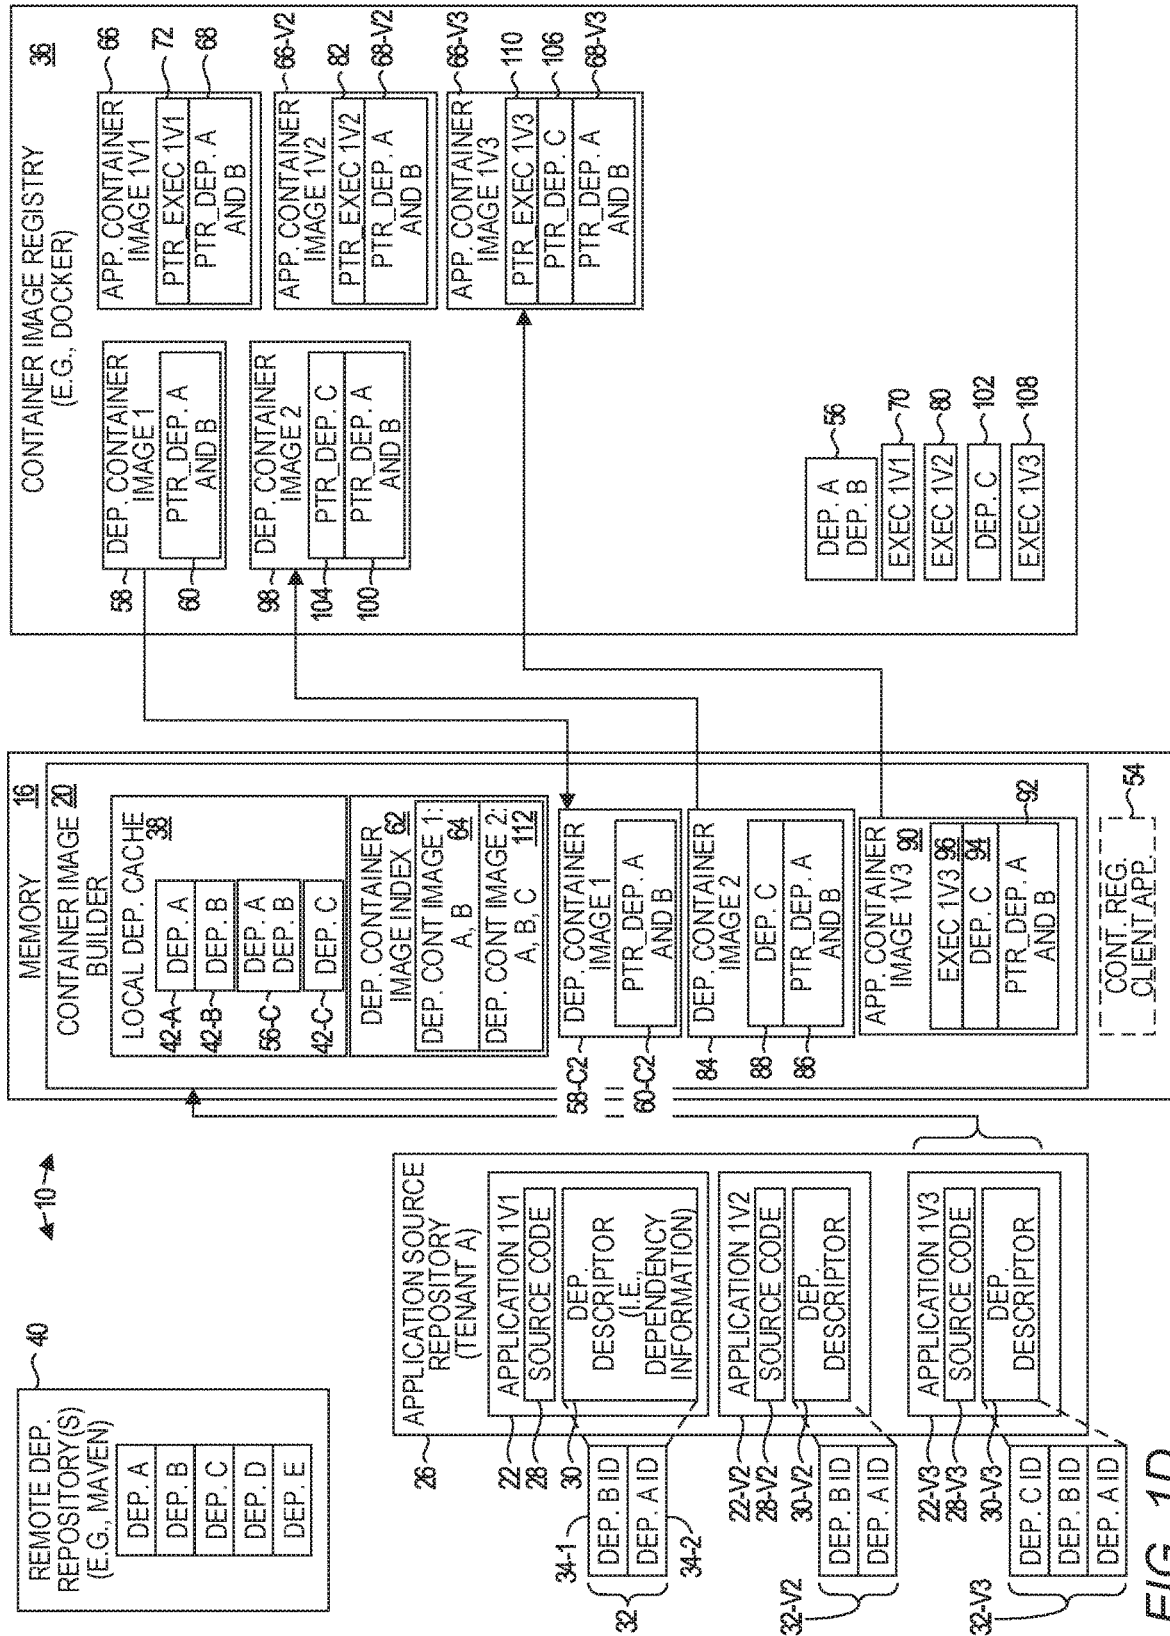 10
REMOTE DEP.
REPOSITORY(S)
(E.G., MAVEN)
40
DEP. A
DEP. B
DEP. C
DEP. D
DEP. E
APPLICATION SOURCE
REPOSITORY
(TENANT A)
26
APPLICATION 1V1
22
SOURCE CODE
28
DEP.
DESCRIPTOR
(I.E.,
DEPENDENCY
INFORMATION)
30
34-1
DEP. B ID
DEP. A ID
34-2
32
APPLICATION 1V2
22-V2
SOURCE CODE
28-V2
DEP.
DESCRIPTOR
30-V2
DEP. B ID
DEP. A ID
32-V2
APPLICATION 1V3
22-V3
SOURCE CODE
28-V3
DEP.
DESCRIPTOR
30-V3
DEP. C ID
DEP. B ID
DEP. A ID
32-V3
MEMORY 16
CONTAINER IMAGE 20
BUILDER
LOCAL DEP. CACHE
38
42-A
DEP. A
42-B
DEP. B
56-C
DEP. A
DEP. B
42-C
DEP. C
DEP. CONTAINER
IMAGE INDEX 62
DEP. CONT IMAGE 1:
A, B 64
DEP. CONT IMAGE 2:
A, B, C 112
58-C2
DEP. CONTAINER
IMAGE 1
60-C2
PTR_DEP. A
AND B
84
DEP. CONTAINER
IMAGE 2
88
DEP. C
86
PTR_DEP. A
AND B
APP. CONTAINER
IMAGE 1V3 90
EXEC 1V3 96
DEP. C 94
PTR_DEP. A
AND B
92
CONT. REG.
CLIENT APP.
54
CONTAINER IMAGE REGISTRY
(E.G., DOCKER)
36
58
DEP. CONTAINER
IMAGE 1
60
PTR_DEP. A
AND B
98
DEP. CONTAINER
IMAGE 2
104
PTR_DEP. C
100
PTR_DEP. A
AND B
APP. CONTAINER
IMAGE 1V1
66
PTR_EXEC 1V1
72
PTR_DEP. A
AND B
68
APP. CONTAINER
IMAGE 1V2
66-V2
PTR_EXEC 1V2
82
PTR_DEP. A
AND B
68-V2
APP. CONTAINER
IMAGE 1V3
66-V3
PTR_EXEC 1V3
110
PTR_DEP. C
106
PTR_DEP. A
AND B
68-V3
DEP. A
DEP. B
56
EXEC 1V1
70
EXEC 1V2
80
DEP. C
102
EXEC 1V3
108
FIG. 1D